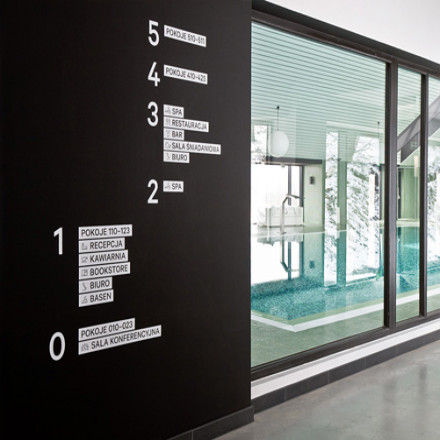 5 POKOJE 510-511
4 POKOJE 410-425
3 SPA
RESTAURACJA
BAR
SALA ŚNIADANIOWA
BIURO
2 SPA
1 POKOJE 110-123
RECEPCJA
KAWIARNIA
BOOKSTORE
BIURO
BASEN
0 POKOJE 010-023
SALA KONFERENCYJNA